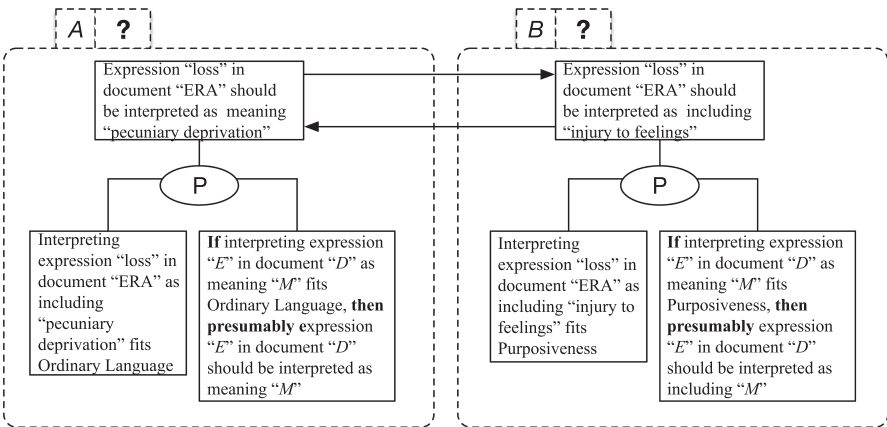 A ?
Expression “loss” in
document “ERA” should
be interpreted as meaning
“pecuniary deprivation”
P
Interpreting
expression “loss” in
document “ERA” as
including
“pecuniary
deprivation” fits
Ordinary Language
If interpreting expression
“E” in document “D” as
meaning “M” fits
Ordinary Language, then
presumably expression
“E” in document “D”
should be interpreted as
meaning “M”
B ?
Expression “loss” in
document “ERA” should
be interpreted as including
“injury to feelings”
P
Interpreting
expression “loss” in
document “ERA” as
including “injury to
feelings” fits
Purposiveness
If interpreting expression
“E” in document “D” as
meaning “M” fits
Purposiveness, then
presumably expression
“E” in document “D”
should be interpreted as
including “M”